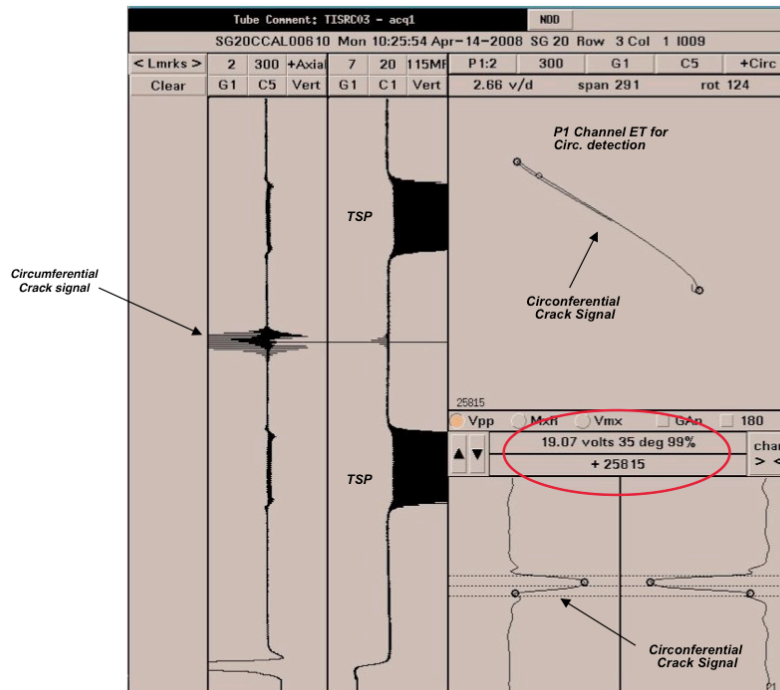 Tube Comment: TISRC03 - acq1 NDD
SG20CCAL00610 Mon 10:25:54 Apr-14-2008 SG 20 Row 3 Col 1 I009
< Lmrks > 2 300 +Axial 7 20 115MF P1:2 300 G1 C5 +Circ
Clear G1 C5 Vert G1 C1 Vert 2.66 v/d span 291 rot 124
P1 Channel ET for
Circ. detection
TSP
Circumferential
Crack signal
Circonferential
Crack Signal
25815
Vpp MxR Vmx GAn 180
19.07 volts 35 deg 99%
+ 25815
char
> <
TSP
Circonferential
Crack Signal
P1